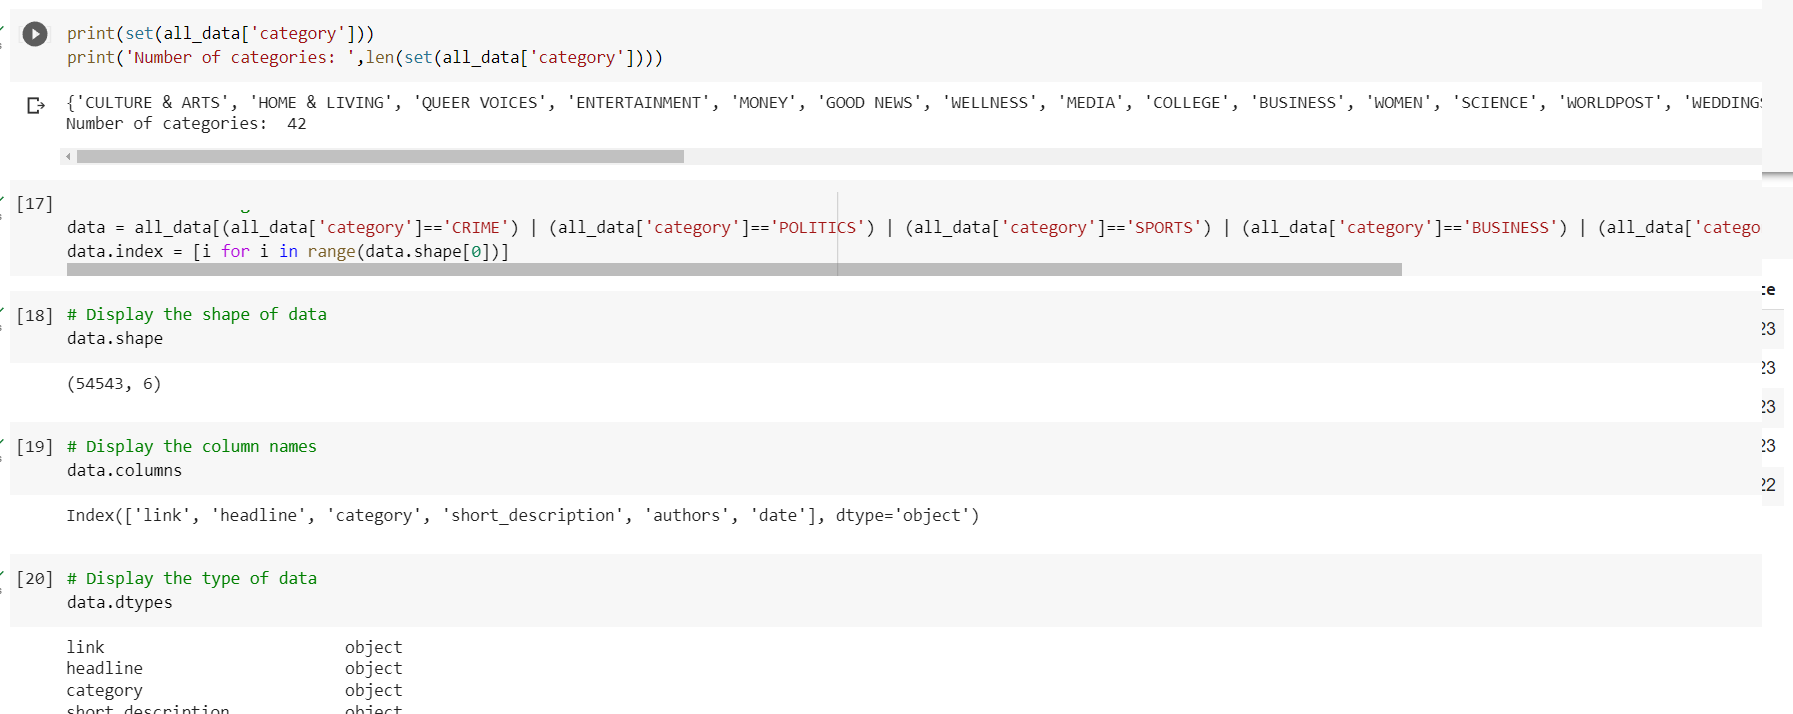 print(set(all_data['category']))
print('Number of categories: ',len(set(all_data['category'])))
{'CULTURE & ARTS', 'HOME & LIVING', 'QUEER VOICES', 'ENTERTAINMENT', 'MONEY', 'GOOD NEWS', 'WELLNESS', 'MEDIA', 'COLLEGE', 'BUSINESS', 'WOMEN', 'SCIENCE', 'WORLDPOST', 'WEDDINGS
Number of categories:  42
[17]
data = all_data[(all_data['category']=='CRIME') | (all_data['category']=='POLITICS') | (all_data['category']=='SPORTS') | (all_data['category']=='BUSINESS') | (all_data['catego
data.index = [i for i in range(data.shape[0])]
[18] # Display the shape of data
data.shape
(54543, 6)
[19] # Display the column names
data.columns
Index(['link', 'headline', 'category', 'short_description', 'authors', 'date'], dtype='object')
[20] # Display the type of data
data.dtypes
link object
headline object
category object
short_description object
ce
23
23
23
23
22